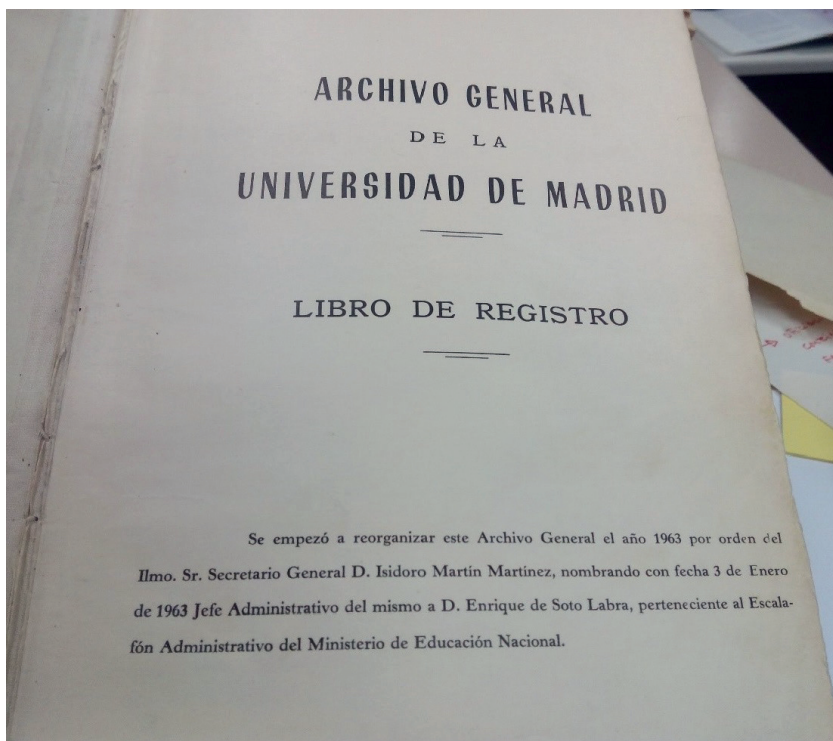 ARCHIVO GENERAL
DE LA
UNIVERSIDAD DE MADRID
LIBRO DE REGISTRO
Se empezó a reorganizar este Archivo General el año 1963 por orden del
Ilmo. Sr. Secretario General D. Isidoro Martín Martínez, nombrando con fecha 3 de Enero
de 1963 Jefe Administrativo del mismo a D. Enrique de Soto Labra, perteneciente al Escala-
fón Administrativo del Ministerio de Educación Nacional.